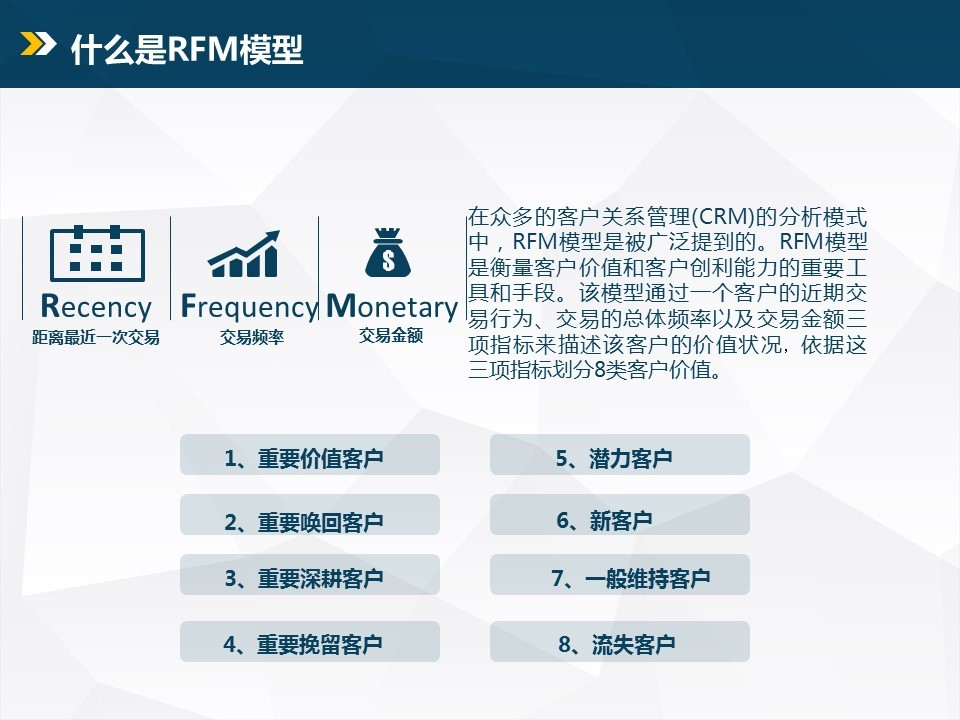 什么是RFM模型
Recency
距离最近一次交易
Frequency
交易频率
$
Monetary
交易金额
在众多的客户关系管理(CRM)的分析模式
中，RFM模型是被广泛提到的。RFM模型
是衡量客户价值和客户创利能力的重要工
具和手段。该模型通过一个客户的近期交
易行为、交易的总体频率以及交易金额三
项指标来描述该客户的价值状况，依据这
三项指标划分8类客户价值。
1、重要价值客户
2、重要唤回客户
3、重要深耕客户
4、重要挽留客户
5、潜力客户
6、新客户
7、一般维持客户
8、流失客户